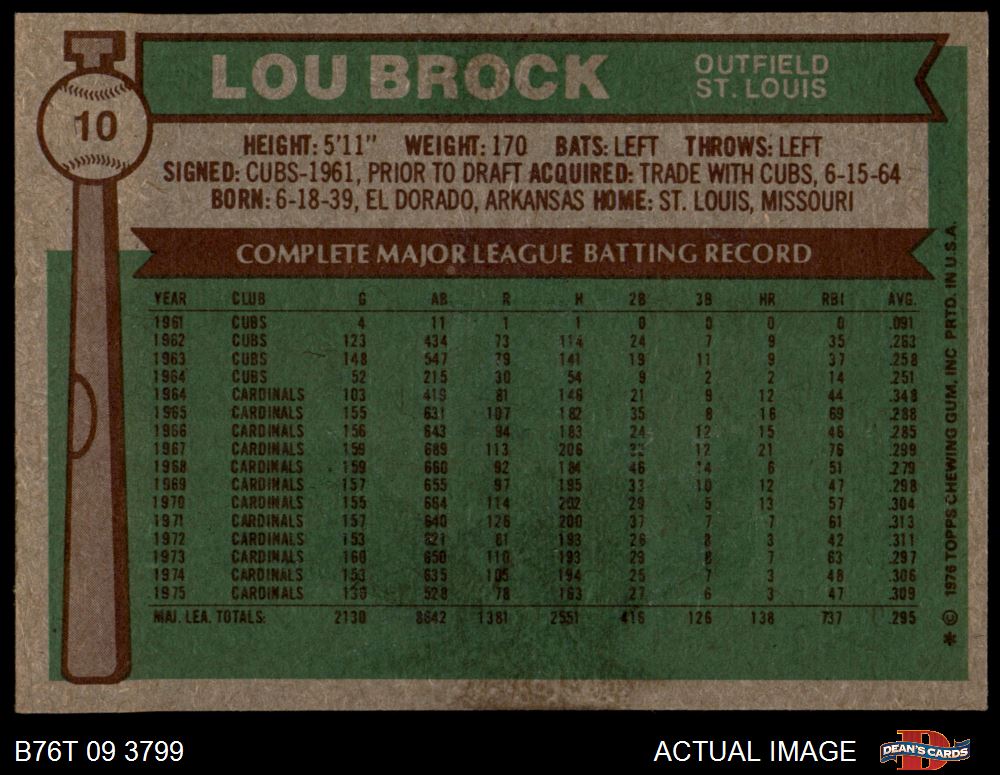 LOU BROCK
OUTFIELD
ST. LOUIS
10
HEIGHT: 5'11" WEIGHT: 170 BATS: LEFT THROWS: LEFT
SIGNED: CUBS-1961, PRIOR TO DRAFT ACQUIRED: TRADE WITH CUBS, 6-15-64
BORN: 6-18-39, EL DORADO, ARKANSAS HOME: ST. LOUIS, MISSOURI
COMPLETE MAJOR LEAGUE BATTING RECORD
YEAR CLUB G AB R H 2B 3B HR RBI AVG.
1961 CUBS 4 11 1 1 0 0 0 0 .091
1962 CUBS 123 434 73 114 24 7 9 35 .263
1963 CUBS 148 547 79 141 19 11 9 37 .258
1964 CUBS 52 215 30 54 9 2 2 14 .251
1964 CARDINALS 103 419 81 146 21 9 12 44 .348
1965 CARDINALS 155 631 107 182 35 8 16 69 .288
1966 CARDINALS 156 643 94 183 24 12 15 46 .285
1967 CARDINALS 159 689 113 206 12 21 76 .299
1968 CARDINALS 159 660 92 184 46 14 6 51 .279
1969 CARDINALS 157 655 97 195 33 10 12 47 .298
1970 CARDINALS 155 664 114 202 29 5 13 57 .304
1971 CARDINALS 157 640 126 200 37 7 7 61 .313
1972 CARDINALS 153 621 81 193 26 8 3 42 .311
1973 CARDINALS 160 650 110 193 29 8 7 63 .297
1974 CARDINALS 153 635 105 194 25 7 3 48 .306
1975 CARDINALS 136 528 78 163 27 6 3 47 .309
MAJ. LEA. TOTALS: 2130 8642 1381 2551 416 126 138 737 .295
* © 1976 TOPPS CHEWING GUM, INC PRTD. IN U.S.A.
B76T 09 3799
ACTUAL IMAGE
DEAN'S CARDS